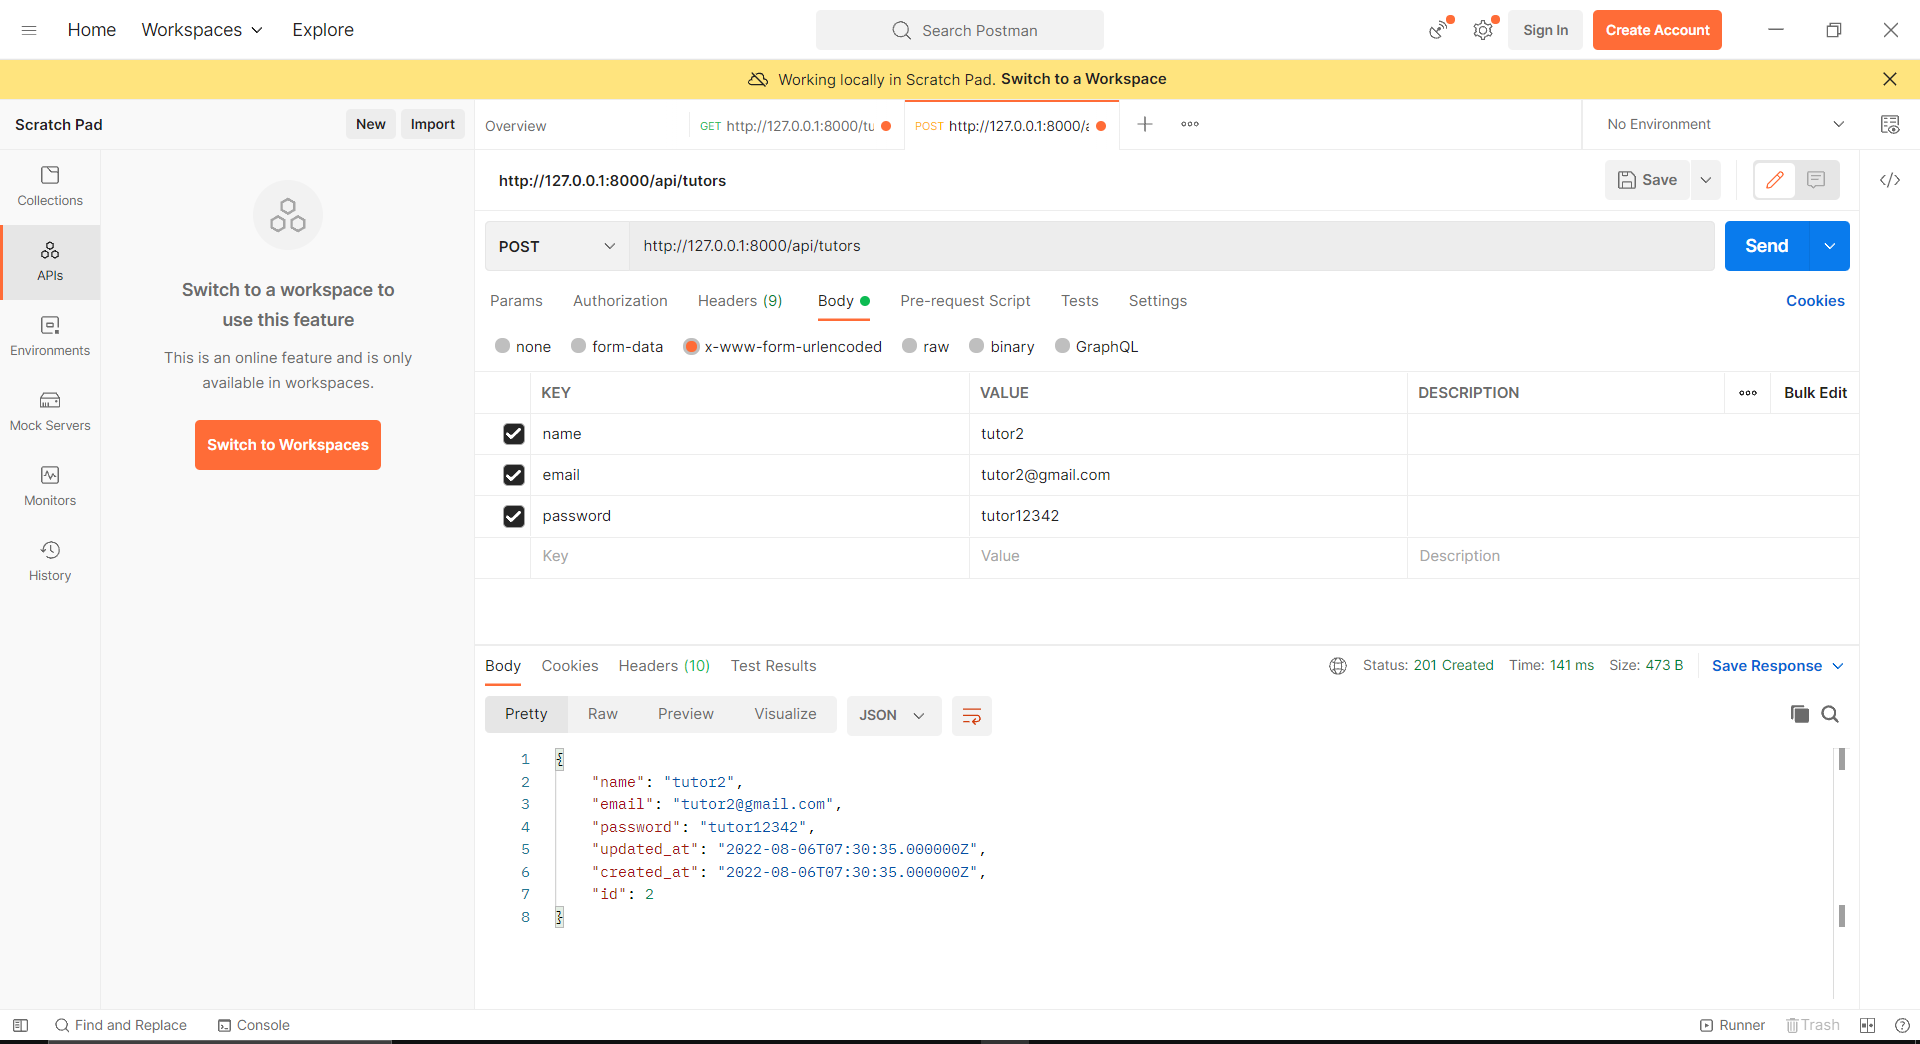 Home Workspaces Explore
Search Postman
Sign In
Create Account
Working locally in Scratch Pad. Switch to a Workspace
Scratch Pad
New
Import
Overview
GET http://127.0.0.1:8000/tu
POST http://127.0.0.1:8000/a
No Environment
Collections
APIs
Environments
Mock Servers
Monitors
History
Switch to a workspace to
use this feature
This is an online feature and is only
available in workspaces.
Switch to Workspaces
http://127.0.0.1:8000/api/tutors
Save
POST
http://127.0.0.1:8000/api/tutors
Send
Params Authorization Headers (9) Body Pre-request Script Tests Settings
Cookies
none form-data x-www-form-urlencoded raw binary GraphQL
KEY VALUE DESCRIPTION
Bulk Edit
name tutor2
email tutor2@gmail.com
password tutor12342
Key Value Description
Body Cookies Headers (10) Test Results
Status: 201 Created Time: 141 ms Size: 473 B
Save Response
Pretty Raw Preview Visualize
JSON
1 {
2 "name": "tutor2",
3 "email": "tutor2@gmail.com",
4 "password": "tutor12342",
5 "updated_at": "2022-08-06T07:30:35.000000Z",
6 "created_at": "2022-08-06T07:30:35.000000Z",
7 "id": 2
8 }
Find and Replace
Console
Runner
Trash